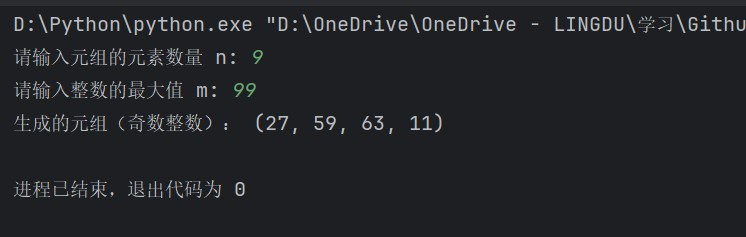 D:\Python\python.exe "D:\OneDrive\OneDrive - LINGDU\学习\Githu
请输入元组的元素数量 n: 9
请输入整数的最大值 m: 99
生成的元组（奇数整数）： (27, 59, 63, 11)
进程已结束，退出代码为 0